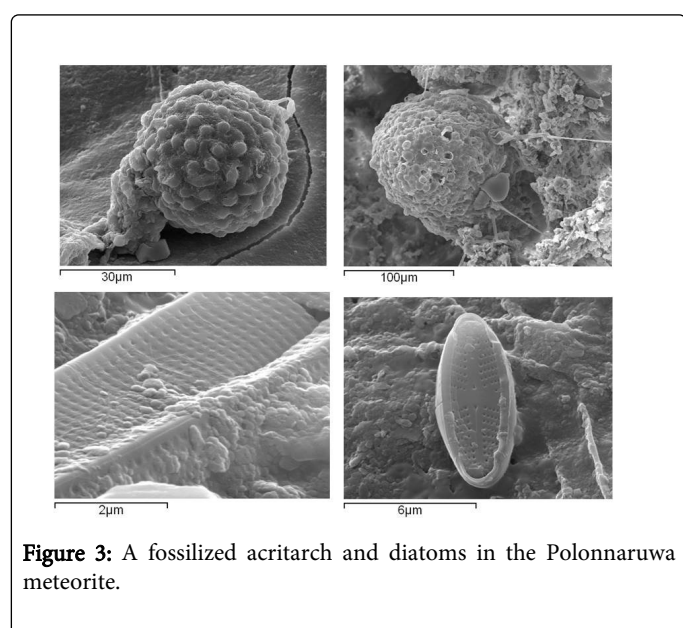 30µm
100µm
2µm
6µm
Figure 3: A fossilized acritarch and diatoms in the Polonnaruwa
meteorite.